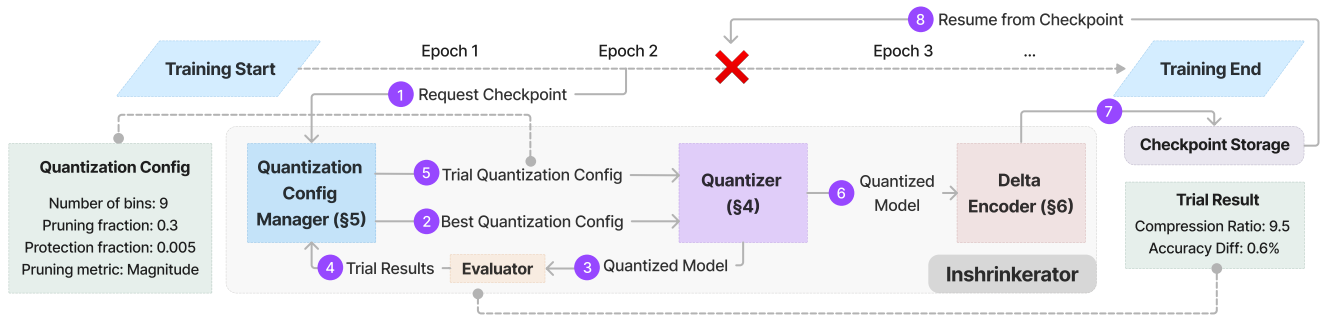 8 Resume from Checkpoint
Epoch 1
Epoch 2
Epoch 3
...
Training Start
Training End
1 Request Checkpoint
7
Quantization Config
Number of bins: 9
Pruning fraction: 0.3
Protection fraction: 0.005
Pruning metric: Magnitude
Quantization
Config
Manager (§5)
5 Trial Quantization Config
2 Best Quantization Config
Quantizer
(§4)
6 Quantized
Model
Delta
Encoder (§6)
Checkpoint Storage
4 Trial Results
Evaluator
3 Quantized Model
Inshrinkerator
Trial Result
Compression Ratio: 9.5
Accuracy Diff: 0.6%